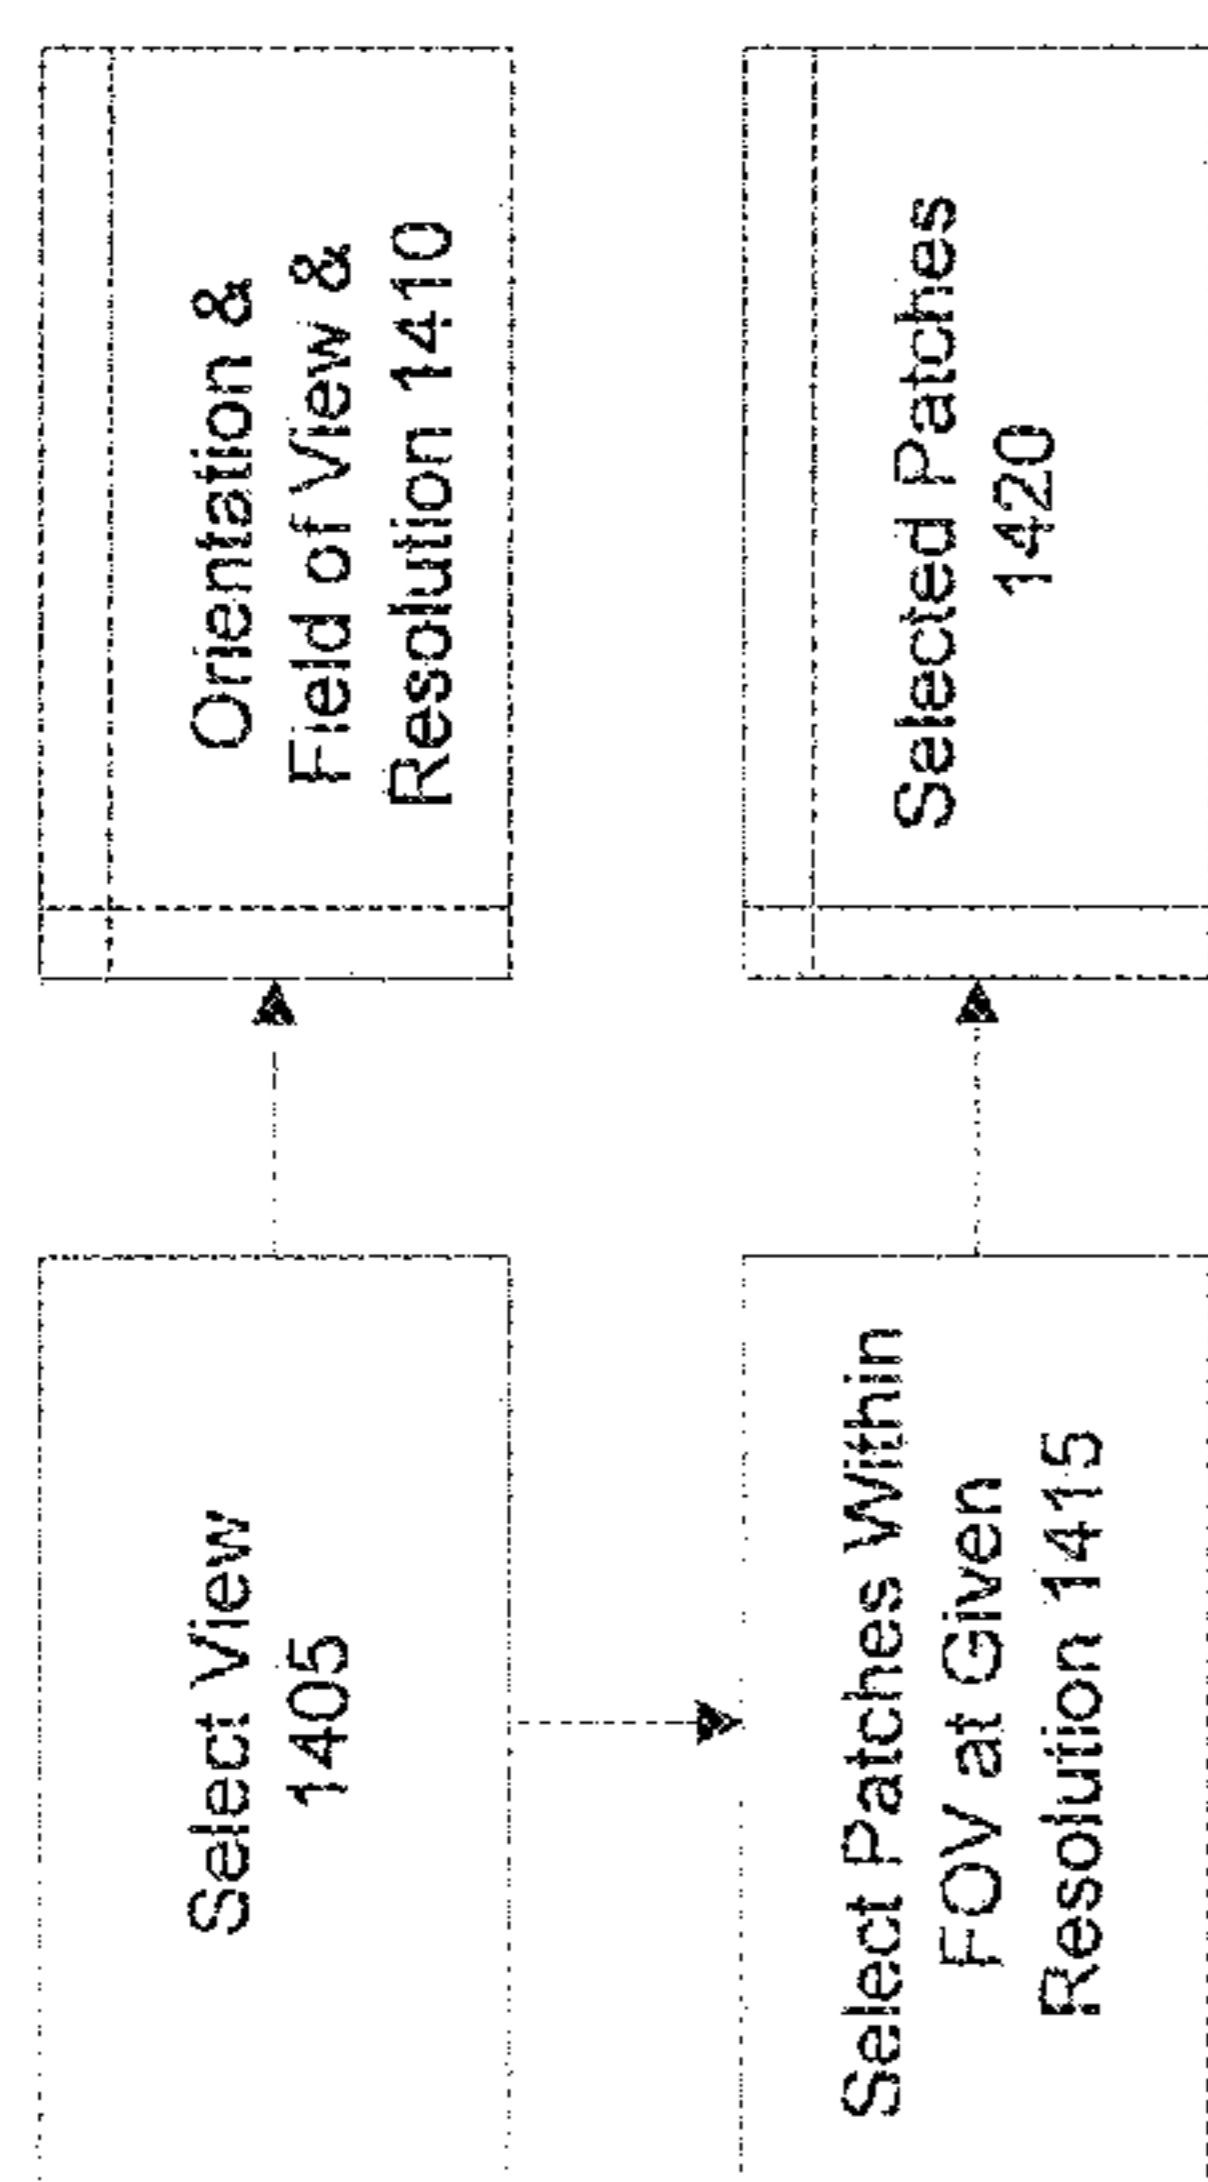 Select View
1405
Orientation &
Field of View &
Resolution 1410
Select Patches Within
FOV at Given
Resolution 1415
Selected Patches
1420